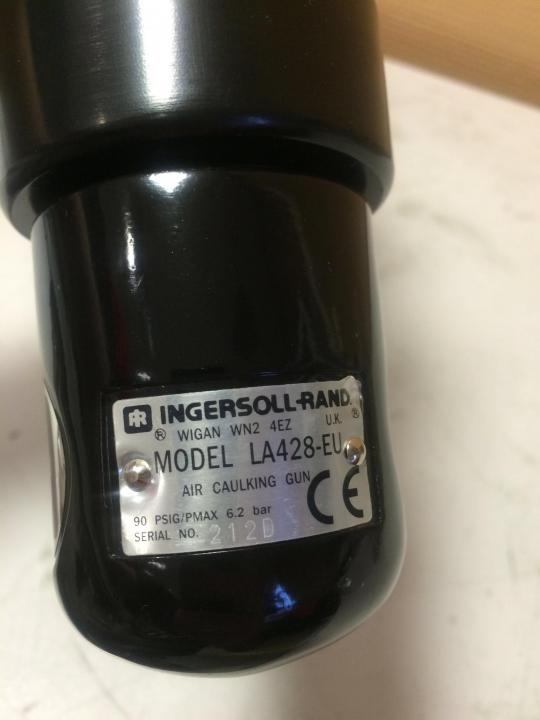 IR INGERSOLL-RAND®
® WIGAN WN2 4EZ U.K.
MODEL LA428-EU
AIR CAULKING GUN CE
90 PSIG/PMAX 6.2 bar
SERIAL NO. 212D